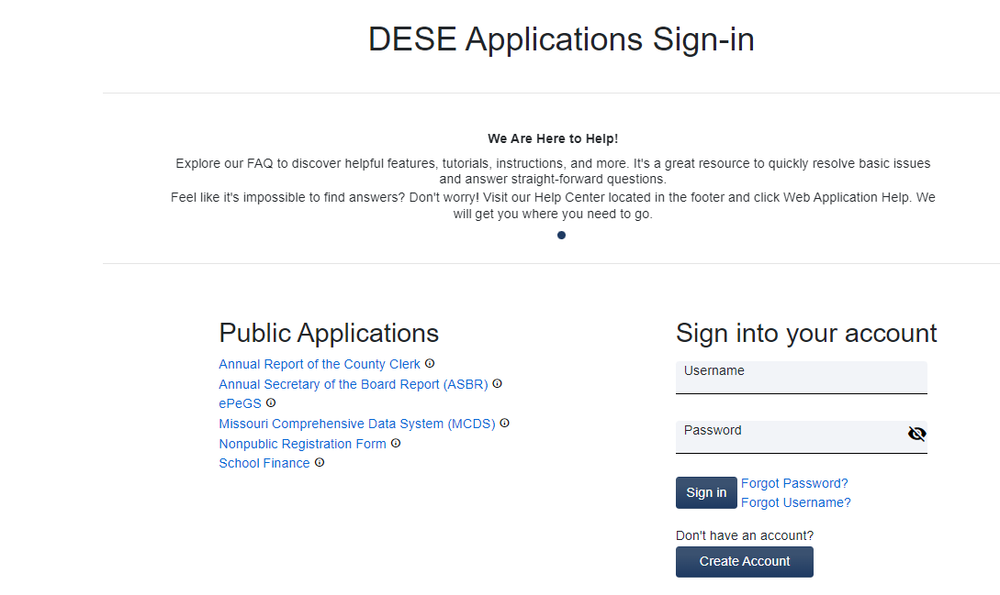 DESE Applications Sign-in
We Are Here to Help!
Explore our FAQ to discover helpful features, tutorials, instructions, and more. It's a great resource to quickly resolve basic issues
and answer straight-forward questions.
Feel like it's impossible to find answers? Don't worry! Visit our Help Center located in the footer and click Web Application Help. We
will get you where you need to go.
Public Applications
Annual Report of the County Clerk
Annual Secretary of the Board Report (ASBR)
ePeGS
Missouri Comprehensive Data System (MCDS)
Nonpublic Registration Form
School Finance
Sign into your account
Username
Password
Sign in
Forgot Password?
Forgot Username?
Don't have an account?
Create Account